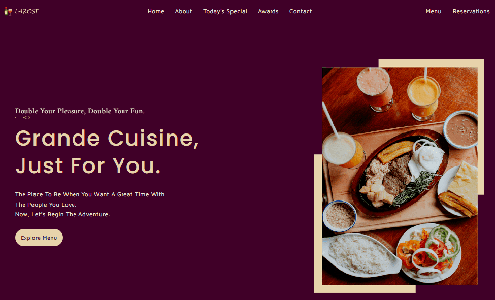 LAROSE
Home About Today's Special Awards Contact
Menu Reservations
Double Your Pleasure, Double Your Fun.
Grande Cuisine,
Just For You.
The Place To Be When You Want A Great Time With
The People You Love.
Now, Let's Begin The Adventure.
Explore Menu